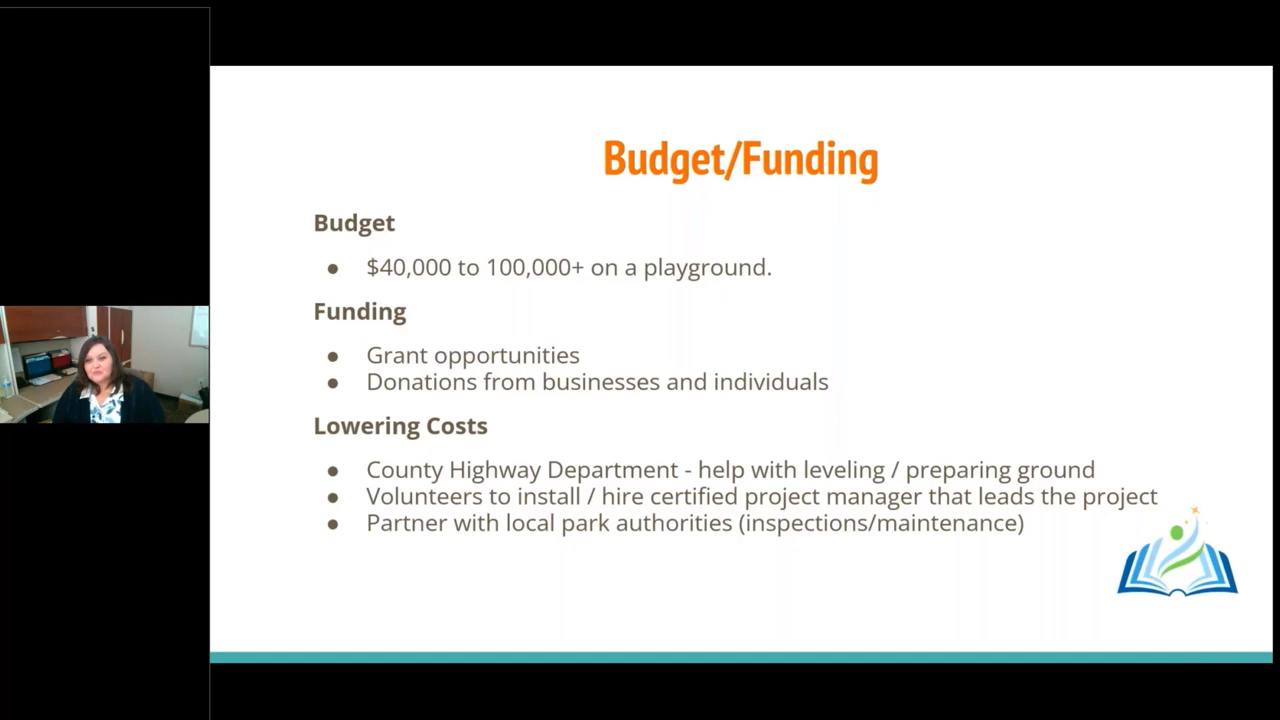 Budget/Funding
Budget
● $40,000 to 100,000+ on a playground.
Funding
● Grant opportunities
● Donations from businesses and individuals
Lowering Costs
● County Highway Department - help with leveling / preparing ground
● Volunteers to install / hire certified project manager that leads the project
● Partner with local park authorities (inspections/maintenance)